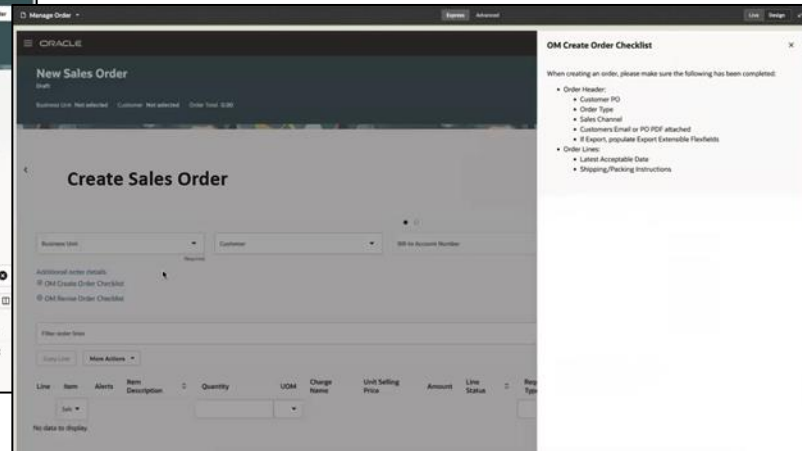 Manage Order
Express Advanced
Live Design
ORACLE
New Sales Order
Draft
Business Unit Not selected Customer Not selected Order Total 0.00
Create Sales Order
Business Unit
Customer
Bill-to Account Number
Required
Additional order details
OM Create Order Checklist
OM Revise Order Checklist
Filter order lines
Copy Line More Actions
Line Item Alerts Item Description Quantity UOM Charge Name Unit Selling Price Amount Line Status
No data to display.
OM Create Order Checklist
When creating an order, please make sure the following has been completed:
Order Header:
Customer PO
Order Type
Sales Channel
Customers Email or PO PDF attached
If Export, populate Export Extensible Flexfields
Order Lines:
Latest Acceptable Date
Shipping/Packing Instructions